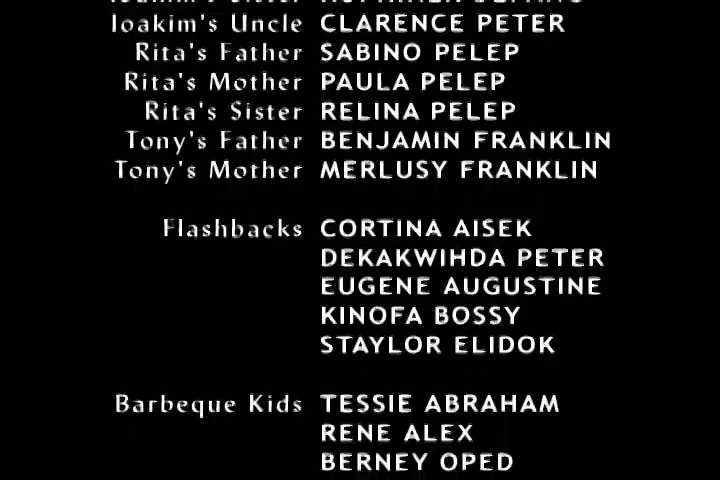 Ioakim's Uncle CLARENCE PETER
Rita's Father SABINO PELEP
Rita's Mother PAULA PELEP
Rita's Sister RELINA PELEP
Tony's Father BENJAMIN FRANKLIN
Tony's Mother MERLUSY FRANKLIN
Flashbacks CORTINA AISEK
DEKAKWIHDA PETER
EUGENE AUGUSTINE
KINOFA BOSSY
STAYLOR ELIDOK
Barbeque Kids TESSIE ABRAHAM
RENE ALEX
BERNEY OPED